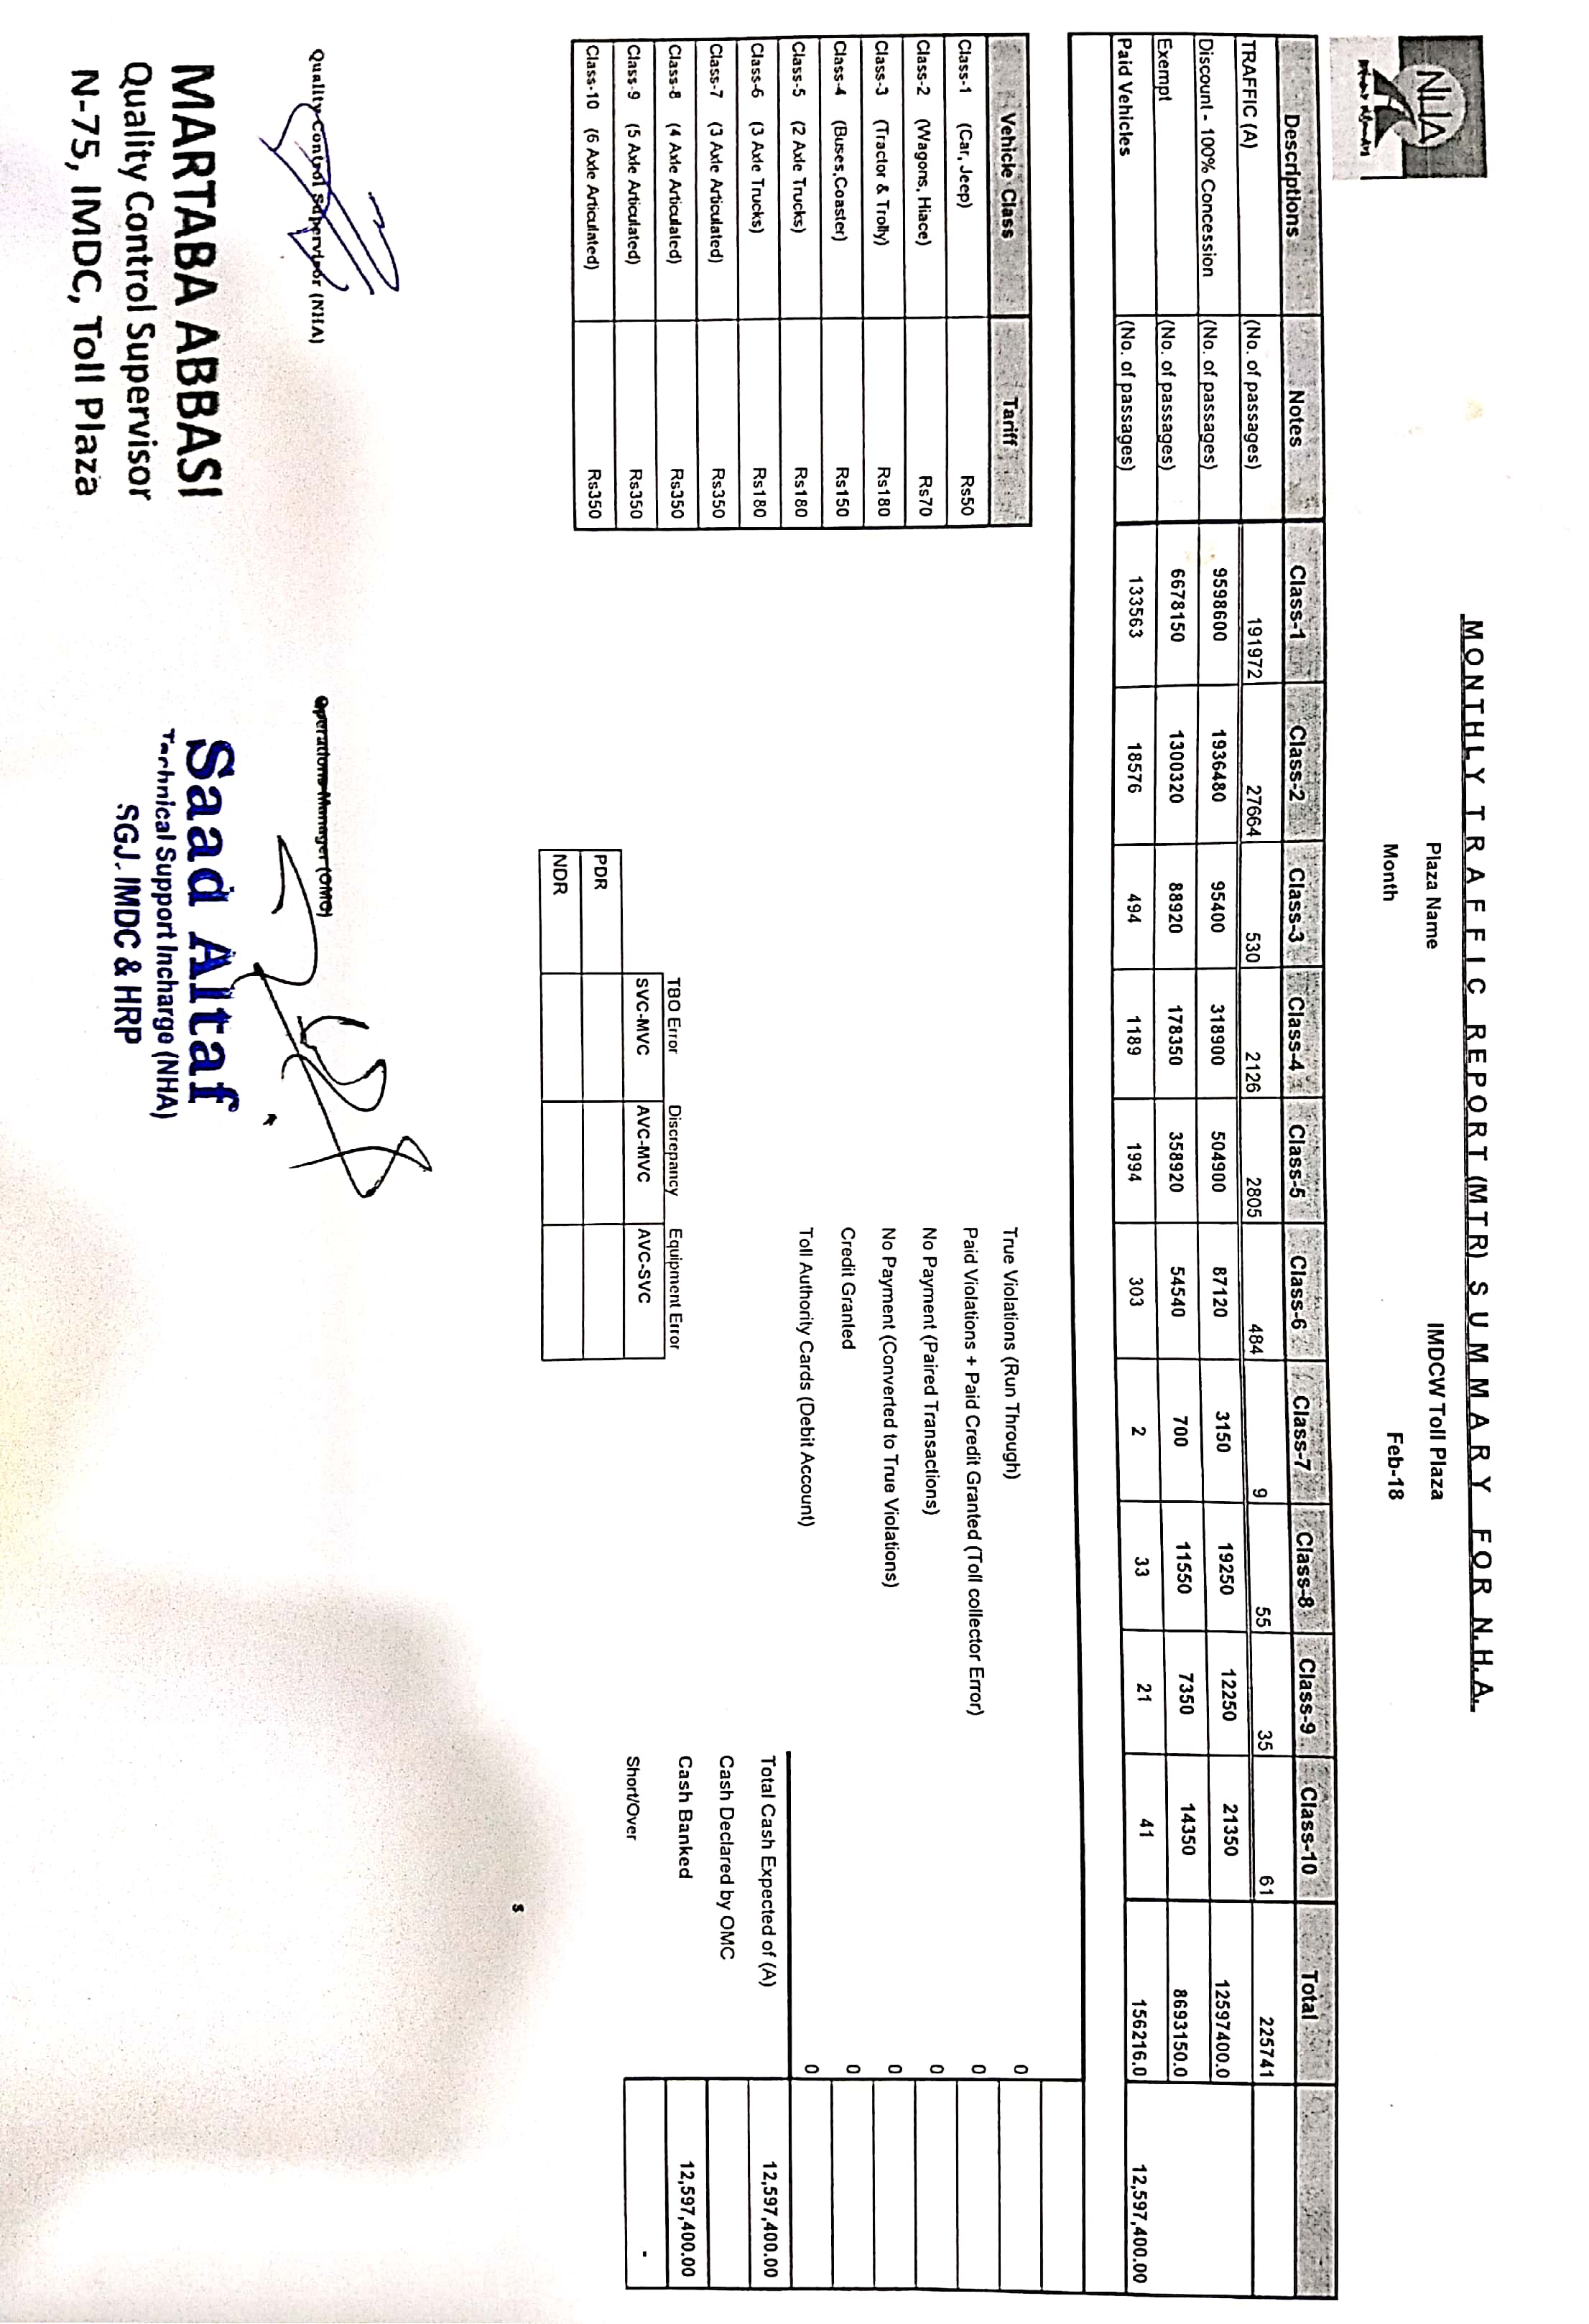 NHA
MONTHLY TRAFFIC REPORT (MTR) SUMMARY FOR N.H.A.
Plaza Name IMDCW Toll Plaza
Month Feb-18
Descriptions Notes Class-1 Class-2 Class-3 Class-4 Class-5 Class-6 Class-7 Class-8 Class-9 Class-10 Total
TRAFFIC (A) (No. of passages) 191972 27664 530 2126 2805 484 9 55 35 61 225741
Discount - 100% Concession (No. of passages) 9598600 1936480 95400 318900 504900 87120 3150 19250 12250 21350 12597400.0
Exempt (No. of passages) 6678150 1300320 88920 178350 358920 54540 700 11550 7350 14350 8693150.0
Paid Vehicles (No. of passages) 133563 18576 494 1189 1994 303 2 33 21 41 156216.0 12,597,400.00
Vehicle Class Tariff
Class-1 (Car, Jeep) Rs50
Class-2 (Wagons, Hiace) Rs70
Class-3 (Tractor & Trolly) Rs180
Class-4 (Buses,Coaster) Rs150
Class-5 (2 Axle Trucks) Rs180
Class-6 (3 Axle Trucks) Rs180
Class-7 (3 Axle Articulated) Rs350
Class-8 (4 Axle Articulated) Rs350
Class-9 (5 Axle Articulated) Rs350
Class-10 (6 Axle Articulated) Rs350
True Violations (Run Through) 0
Paid Violations + Paid Credit Granted (Toll collector Error) 0
No Payment (Paired Transactions) 0
No Payment (Converted to True Violations) 0
Credit Granted 0
Toll Authority Cards (Debit Account) 0
Total Cash Expected of (A) 12,597,400.00
Cash Declared by OMC
Cash Banked 12,597,400.00
Short/Over -
TBO Error Discrepancy Equipment Error
SVC-MVC AVC-MVC AVC-SVC
PDR
NDR
Quality Control Supervisor (NHA)
MARTABA ABBASI
Quality Control Supervisor
N-75, IMDC, Toll Plaza
Operations Manager (OMC)
Saad Altaf
Technical Support Incharge (NHA)
SGJ, IMDC & HRP